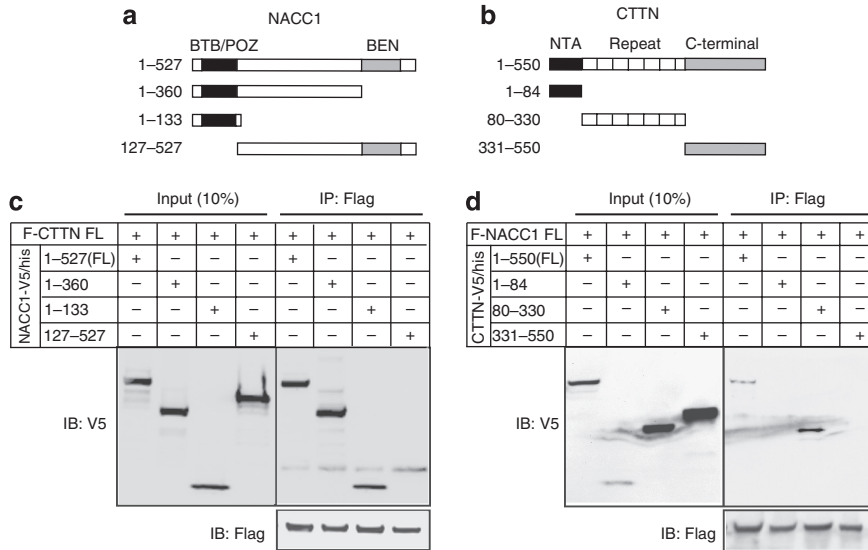 a NACC1
BTB/POZ BEN
1–527
1–360
1–133
127–527
b CTTN
NTA Repeat C-terminal
1–550
1–84
80–330
331–550
c Input (10%) IP: Flag
F-CTTN FL + + + + + + + +
NACC1-V5/his
1–527(FL) + – – – + – – –
1–360 – + – – – + – –
1–133 – – + – – – + –
127–527 – – – + – – – +
IB: V5
IB: Flag
d Input (10%) IP: Flag
F-NACC1 FL + + + + + + + +
CTTN-V5/his
1–550(FL) + – – – + – – –
1–84 – + – – – + – –
80–330 – – + – – – + –
331–550 – – – + – – – +
IB: V5
IB: Flag